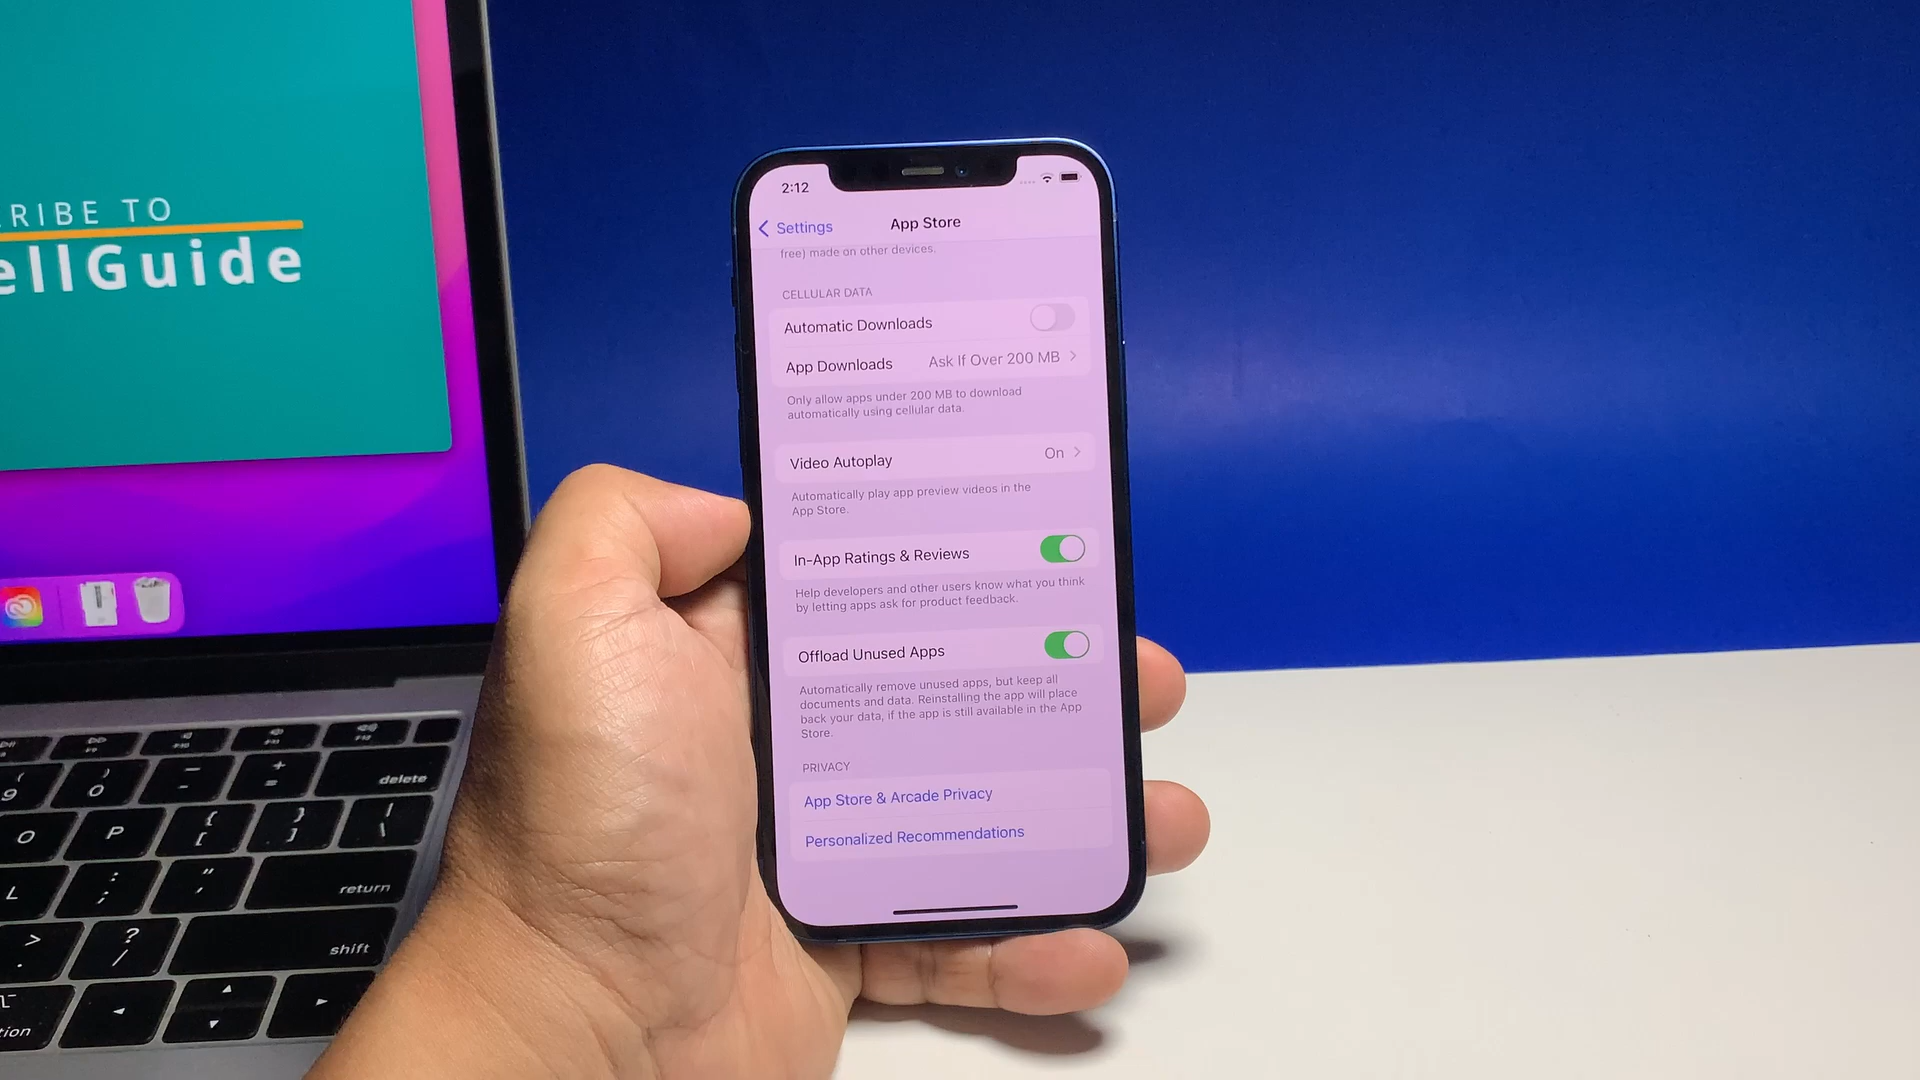 RIBE TO
ellGuide
2:12
Settings
App Store
free) made on other devices.
CELLULAR DATA
Automatic Downloads
App Downloads Ask If Over 200 MB
Only allow apps under 200 MB to download
automatically using cellular data.
Video Autoplay On
Automatically play app preview videos in the
App Store.
In-App Ratings & Reviews
Help developers and other users know what you think
by letting apps ask for product feedback.
Offload Unused Apps
Automatically remove unused apps, but keep all
documents and data. Reinstalling the app will place
back your data, if the app is still available in the App
Store.
PRIVACY
App Store & Arcade Privacy
Personalized Recommendations
( 9 ) 0 _ - + = delete
O P { [ } ] | \
L : ; " ' return
> . ? / shift
tion